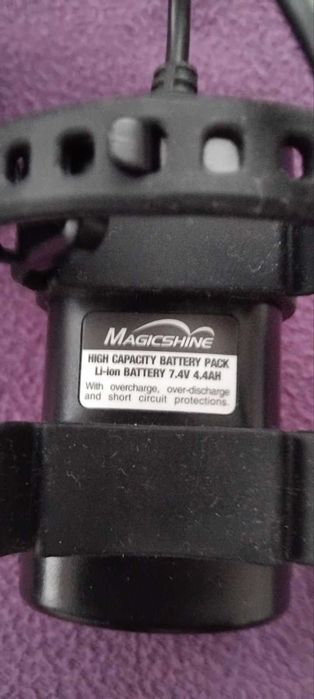 MAGICSHINE
HIGH CAPACITY BATTERY PACK
Li-ion BATTERY 7.4V 4.4AH
With overcharge, over-discharge
and short circuit protections.